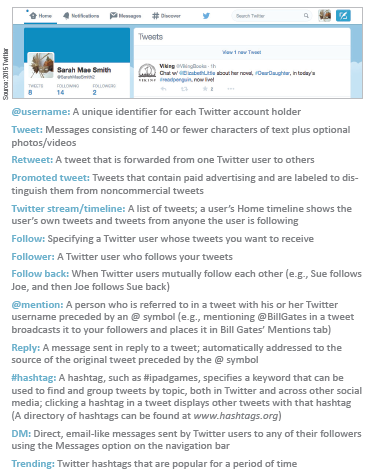 Home Notifications Messages # Discover Search Twitter
Tweets
View 1 new Tweet
Sarah Mae Smith
@SarahMaeSmith2
TWEETS FOLLOWING FOLLOWERS
8 14 2
Viking @VikingBooks · 1h
Chat w/ @ElizabethLittle about her novel, #DearDaughter, in today's
#readpenguin, now live!
VIKING
Source: 2015 Twitter
@username: A unique identifier for each Twitter account holder
Tweet: Messages consisting of 140 or fewer characters of text plus optional
photos/videos
Retweet: A tweet that is forwarded from one Twitter user to others
Promoted tweet: Tweets that contain paid advertising and are labeled to dis-
tinguish them from noncommercial tweets
Twitter stream/timeline: A list of tweets; a user's Home timeline shows the
user's own tweets and tweets from anyone the user is following
Follow: Specifying a Twitter user whose tweets you want to receive
Follower: A Twitter user who follows your tweets
Follow back: When Twitter users mutually follow each other (e.g., Sue follows
Joe, and then Joe follows Sue back)
@mention: A person who is referred to in a tweet with his or her Twitter
username preceded by an @ symbol (e.g., mentioning @BillGates in a tweet
broadcasts it to your followers and places it in Bill Gates' Mentions tab)
Reply: A message sent in reply to a tweet; automatically addressed to the
source of the original tweet preceded by the @ symbol
#hashtag: A hashtag, such as #ipadgames, specifies a keyword that can be
used to find and group tweets by topic, both in Twitter and across other social
media; clicking a hashtag in a tweet displays other tweets with that hashtag
(A directory of hashtags can be found at www.hashtags.org)
DM: Direct, email-like messages sent by Twitter users to any of their followers
using the Messages option on the navigation bar
Trending: Twitter hashtags that are popular for a period of time